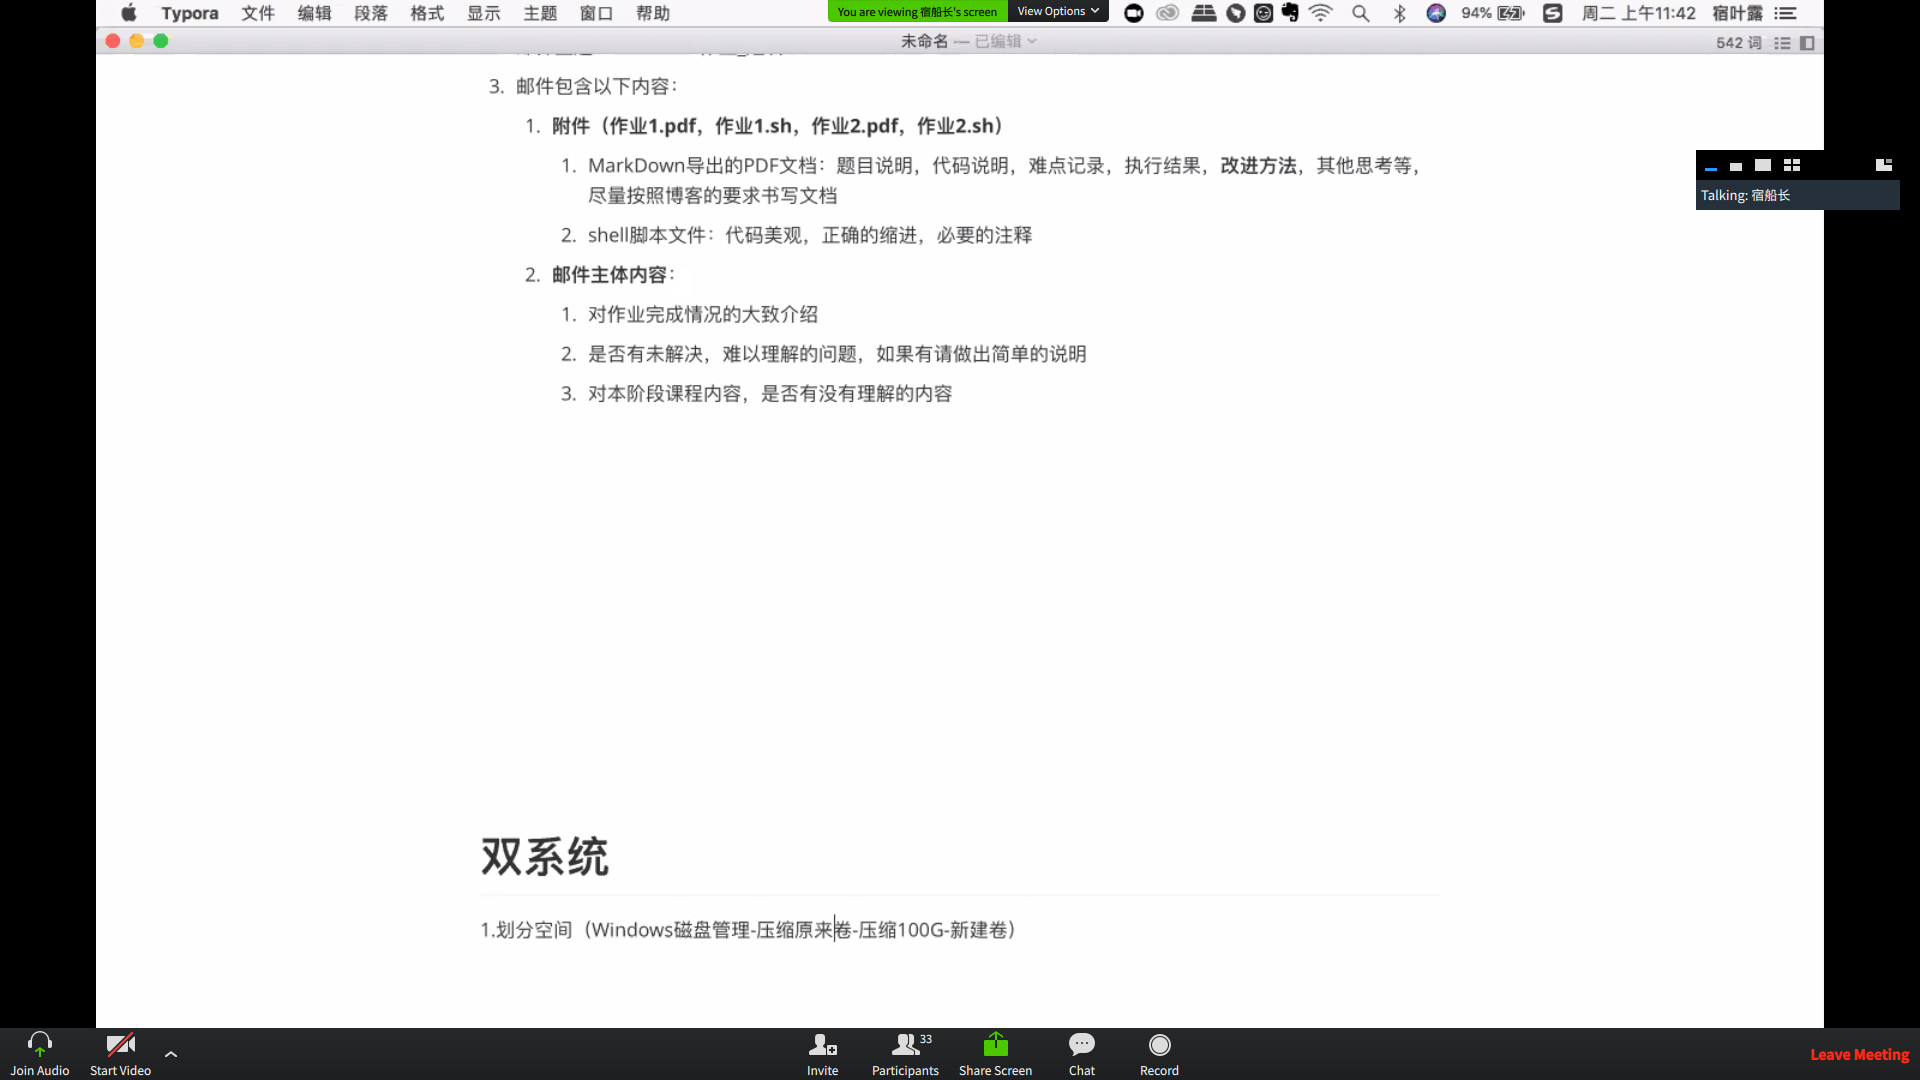 Typora 文件 编辑 段落 格式 显示 主题 窗口 帮助
You are viewing 宿船长's screen View Options
94% 周二 上午11:42 宿叶露
未命名 — 已编辑
542 词
3. 邮件包含以下内容：
1. 附件（作业1.pdf，作业1.sh，作业2.pdf，作业2.sh）
1. MarkDown导出的PDF文档：题目说明，代码说明，难点记录，执行结果，改进方法，其他思考等，
尽量按照博客的要求书写文档
2. shell脚本文件：代码美观，正确的缩进，必要的注释
2. 邮件主体内容：
1. 对作业完成情况的大致介绍
2. 是否有未解决，难以理解的问题，如果有请做出简单的说明
3. 对本阶段课程内容，是否有没有理解的内容
Talking: 宿船长
双系统
1.划分空间（Windows磁盘管理-压缩原来卷-压缩100G-新建卷）
Join Audio
Start Video
Invite
Participants 33
Share Screen
Chat
Record
Leave Meeting